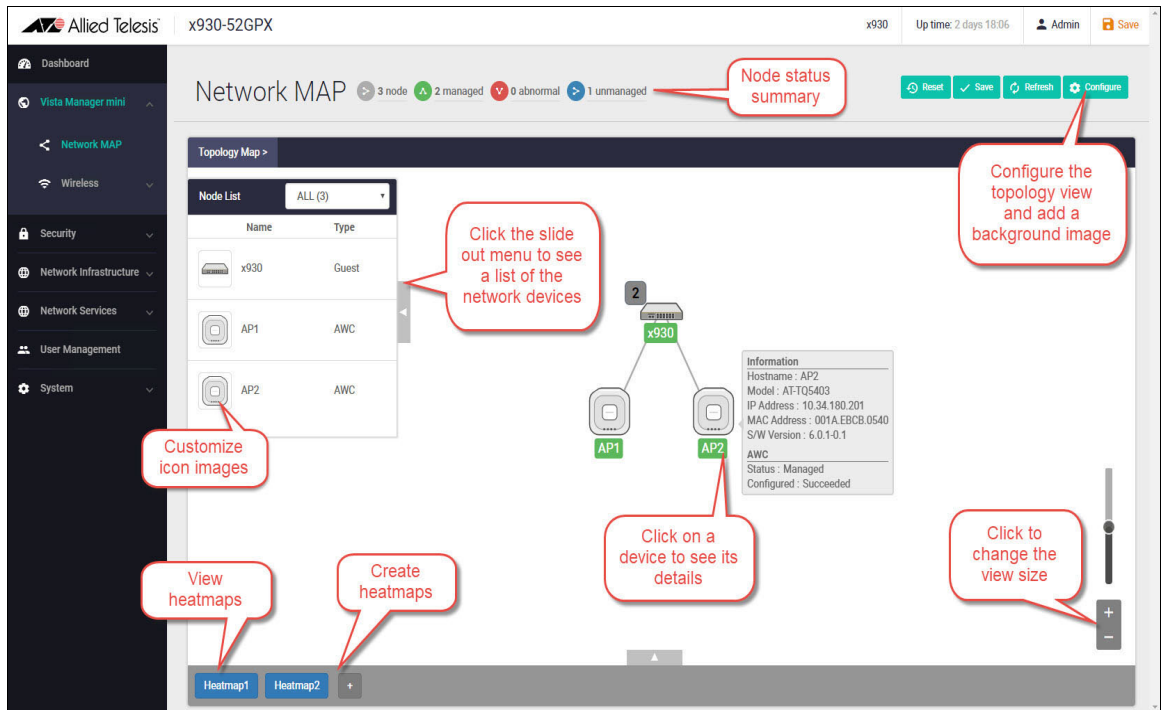 Allied Telesis
x930-52GPX
x930
Up time: 2 days 18:06
Admin
Save
Dashboard
Vista Manager mini
Network MAP
Wireless
Security
Network Infrastructure
Network Services
User Management
System
Network MAP
3 node
2 managed
0 abnormal
1 unmanaged
Node status
summary
Reset
Save
Refresh
Configure
Configure the
topology view
and add a
background image
Topology Map >
Node List
ALL (3)
Name
Type
x930
Guest
AP1
AWC
AP2
AWC
Customize
icon images
Click the slide
out menu to see
a list of the
network devices
2
x930
AP1
AP2
Information
Hostname : AP2
Model : AT-TQ5403
IP Address : 10.34.180.201
MAC Address : 001A.EBCB.0540
S/W Version : 6.0.1-0.1
AWC
Status : Managed
Configured : Succeeded
Click on a
device to see its
details
Click to
change the
view size
+
−
View
heatmaps
Create
heatmaps
Heatmap1
Heatmap2
+